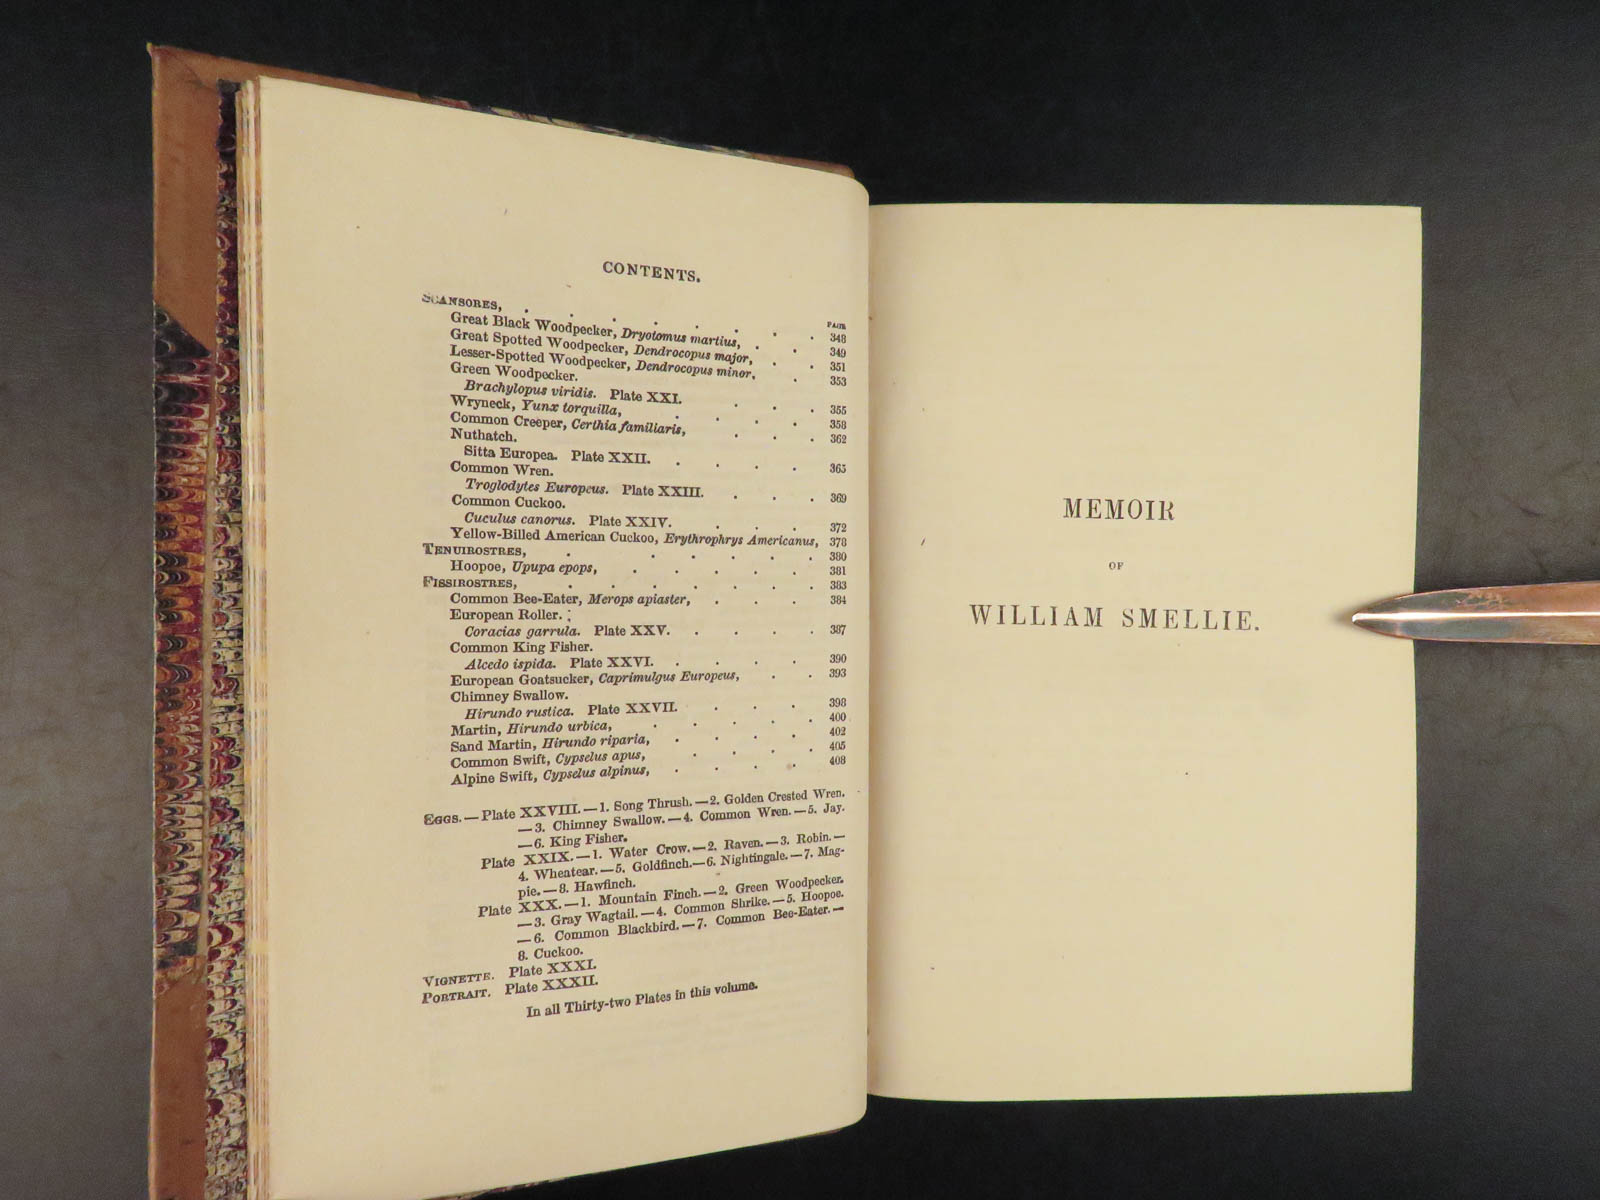 CONTENTS.
PAGE
SCANSORES, . . . . . . . . 348
Great Black Woodpecker, Dryotomus martius, . . 349
Great Spotted Woodpecker, Dendrocopus major, . . 351
Lesser-Spotted Woodpecker, Dendrocopus minor, . 353
Green Woodpecker.
Brachylopus viridis. Plate XXI. . . . 355
Wryneck, Yunx torquilla, . . . . 358
Common Creeper, Certhia familiaris, . . . 362
Nuthatch.
Sitta Europea. Plate XXII. . . . . 365
Common Wren.
Troglodytes Europeus. Plate XXIII. . . . 369
Common Cuckoo.
Cuculus canorus. Plate XXIV. . . . 372
Yellow-Billed American Cuckoo, Erythrophrys Americanus, 378
TENUIROSTRES, . . . . . . 380
Hoopoe, Upupa epops, . . . . . 381
FISSIROSTRES, . . . . . . . 383
Common Bee-Eater, Merops apiaster, . . . 384
European Roller.
Coracias garrula. Plate XXV. . . . . 387
Common King Fisher.
Alcedo ispida. Plate XXVI. . . . . 390
European Goatsucker, Caprimulgus Europeus, . . 393
Chimney Swallow.
Hirundo rustica. Plate XXVII. . . . 398
Martin, Hirundo urbica, . . . . . 400
Sand Martin, Hirundo riparia, . . . . 402
Common Swift, Cypselus apus, . . . . 405
Alpine Swift, Cypselus alpinus, . . . . 408
EGGS.—Plate XXVIII.—1. Song Thrush.—2. Golden Crested Wren.
—3. Chimney Swallow.—4. Common Wren.—5. Jay.
—6. King Fisher.
Plate XXIX.—1. Water Crow.—2. Raven.—3. Robin.—
4. Wheatear.—5. Goldfinch.—6. Nightingale.—7. Mag-
pie.—8. Hawfinch.
Plate XXX.—1. Mountain Finch.—2. Green Woodpecker.
—3. Gray Wagtail.—4. Common Shrike.—5. Hoopoe.
—6. Common Blackbird.—7. Common Bee-Eater.—
8. Cuckoo.
VIGNETTE. Plate XXXI.
PORTRAIT. Plate XXXII.
In all Thirty-two Plates in this volume.
MEMOIR
OF
WILLIAM SMELLIE.